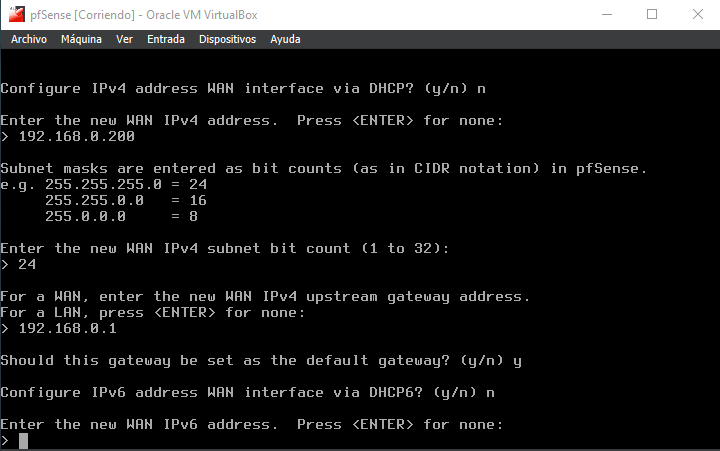 pfSense [Corriendo] - Oracle VM VirtualBox
Archivo Máquina Ver Entrada Dispositivos Ayuda
Configure IPv4 address WAN interface via DHCP? (y/n) n
Enter the new WAN IPv4 address.  Press <ENTER> for none:
> 192.168.0.200
Subnet masks are entered as bit counts (as in CIDR notation) in pfSense.
e.g. 255.255.255.0 = 24
     255.255.0.0   = 16
     255.0.0.0     = 8
Enter the new WAN IPv4 subnet bit count (1 to 32):
> 24
For a WAN, enter the new WAN IPv4 upstream gateway address.
For a LAN, press <ENTER> for none:
> 192.168.0.1
Should this gateway be set as the default gateway? (y/n) y
Configure IPv6 address WAN interface via DHCP6? (y/n) n
Enter the new WAN IPv6 address.  Press <ENTER> for none:
>